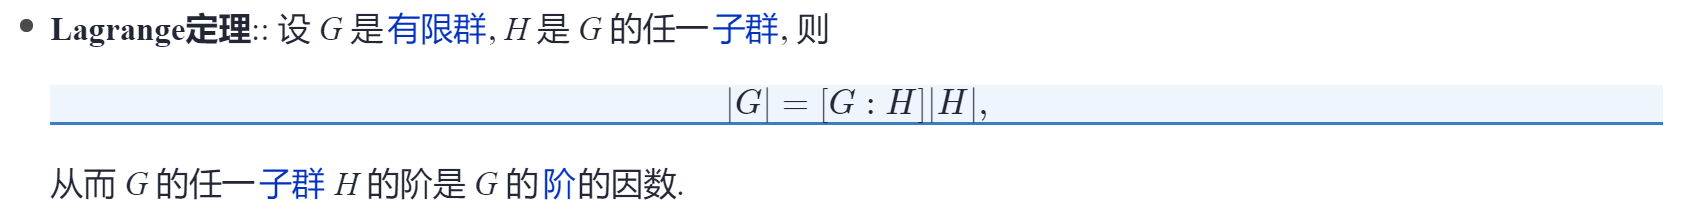 Lagrange定理:: 设 G 是有限群, H 是 G 的任一子群, 则
|G| = [G : H]|H|,
从而 G 的任一子群 H 的阶是 G 的阶的因数.